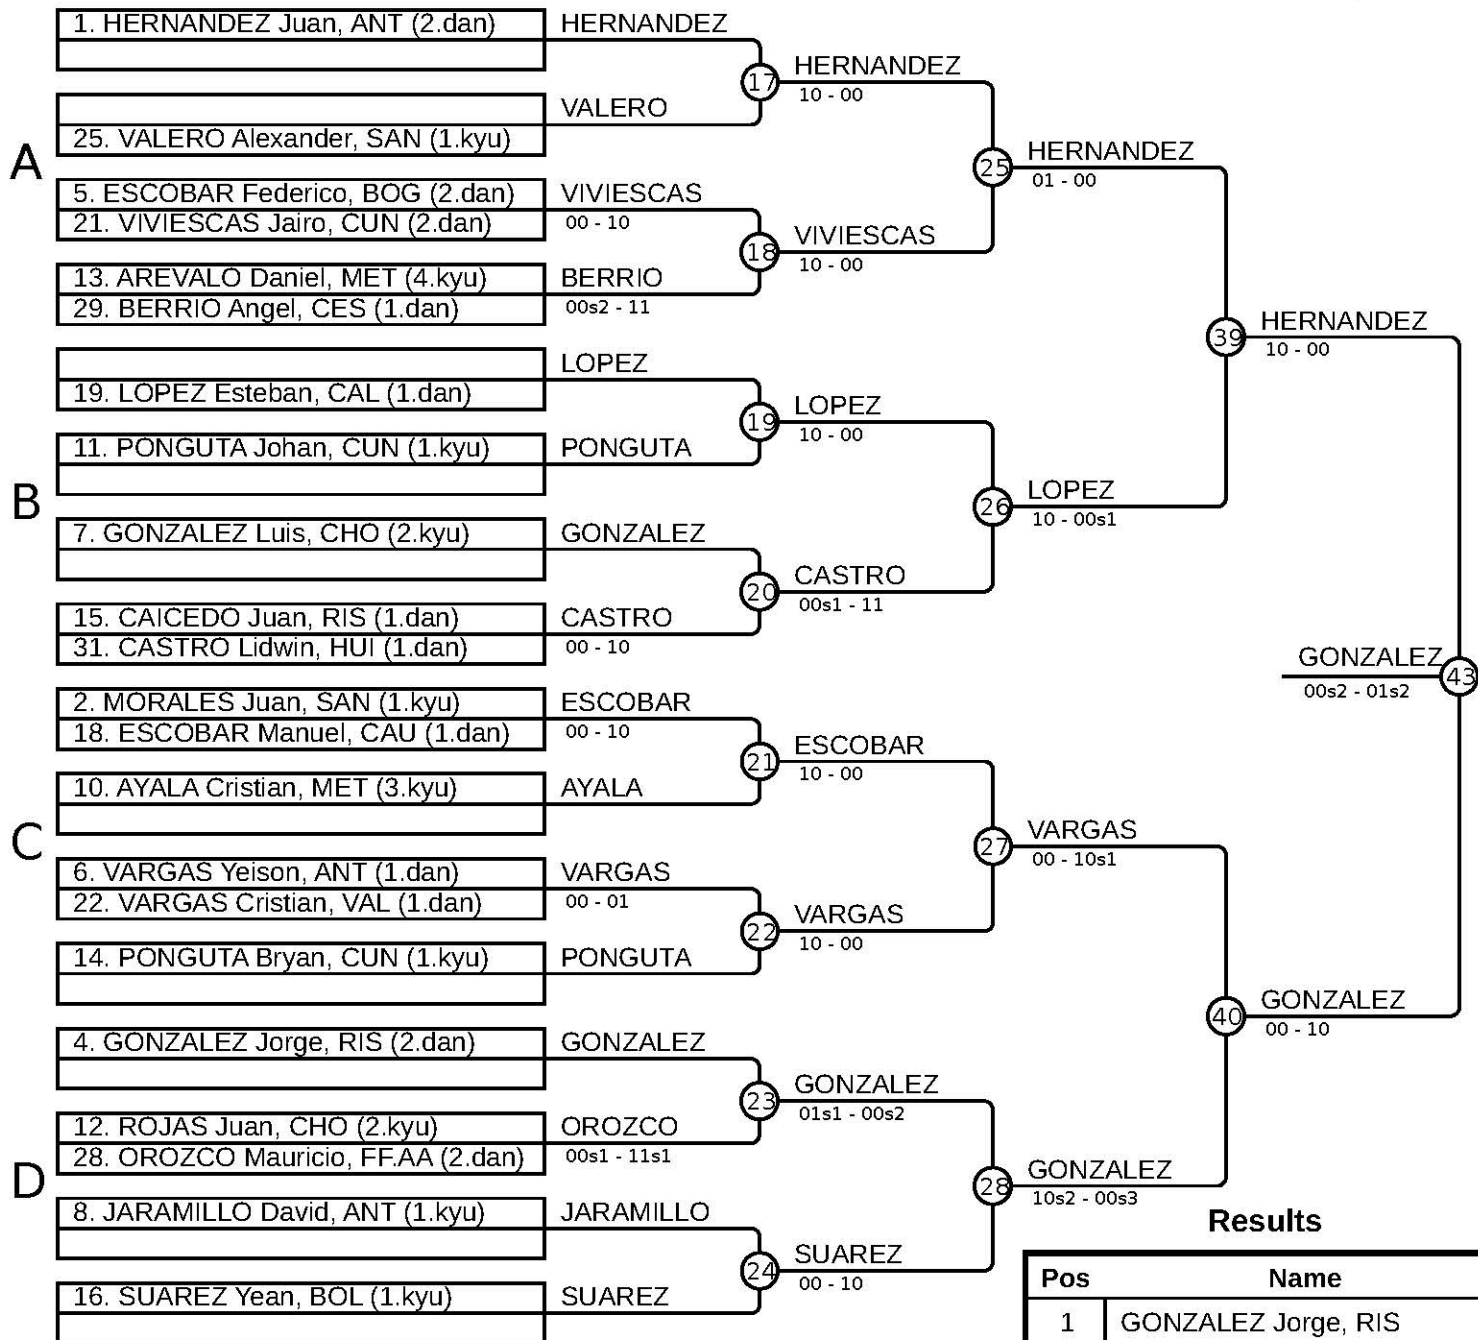 1. HERNANDEZ Juan, ANT (2.dan)
HERNANDEZ
17
HERNANDEZ
10 - 00
VALERO
25. VALERO Alexander, SAN (1.kyu)
A
25
HERNANDEZ
01 - 00
5. ESCOBAR Federico, BOG (2.dan)
21. VIVIESCAS Jairo, CUN (2.dan)
VIVIESCAS
00 - 10
18
VIVIESCAS
10 - 00
13. AREVALO Daniel, MET (4.kyu)
29. BERRIO Angel, CES (1.dan)
BERRIO
00s2 - 11
39
HERNANDEZ
10 - 00
LOPEZ
19. LOPEZ Esteban, CAL (1.dan)
19
LOPEZ
10 - 00
11. PONGUTA Johan, CUN (1.kyu)
PONGUTA
B
26
LOPEZ
10 - 00s1
7. GONZALEZ Luis, CHO (2.kyu)
GONZALEZ
20
CASTRO
00s1 - 11
15. CAICEDO Juan, RIS (1.dan)
31. CASTRO Lidwin, HUI (1.dan)
CASTRO
00 - 10
GONZALEZ
00s2 - 01s2
43
2. MORALES Juan, SAN (1.kyu)
18. ESCOBAR Manuel, CAU (1.dan)
ESCOBAR
00 - 10
21
ESCOBAR
10 - 00
10. AYALA Cristian, MET (3.kyu)
AYALA
C
27
VARGAS
00 - 10s1
6. VARGAS Yeison, ANT (1.dan)
22. VARGAS Cristian, VAL (1.dan)
VARGAS
00 - 01
22
VARGAS
10 - 00
14. PONGUTA Bryan, CUN (1.kyu)
PONGUTA
40
GONZALEZ
00 - 10
4. GONZALEZ Jorge, RIS (2.dan)
GONZALEZ
23
GONZALEZ
01s1 - 00s2
12. ROJAS Juan, CHO (2.kyu)
28. OROZCO Mauricio, FF.AA (2.dan)
OROZCO
00s1 - 11s1
D
28
GONZALEZ
10s2 - 00s3
8. JARAMILLO David, ANT (1.kyu)
JARAMILLO
24
SUAREZ
00 - 10
16. SUAREZ Yean, BOL (1.kyu)
SUAREZ
Results
Pos Name
1 GONZALEZ Jorge, RIS